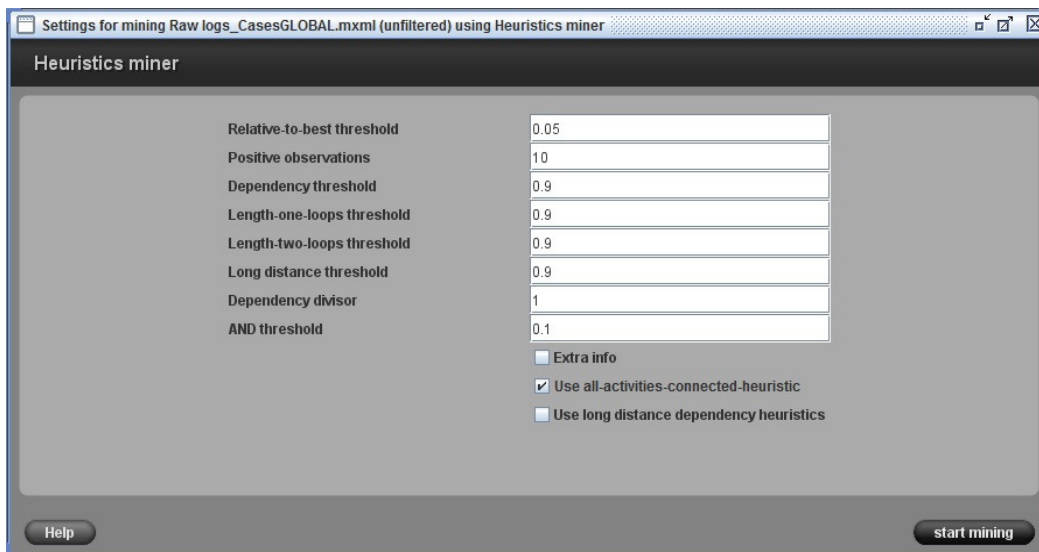 Settings for mining Raw logs_CasesGLOBAL.mxml (unfiltered) using Heuristics miner
Heuristics miner
Relative-to-best threshold 0.05
Positive observations 10
Dependency threshold 0.9
Length-one-loops threshold 0.9
Length-two-loops threshold 0.9
Long distance threshold 0.9
Dependency divisor 1
AND threshold 0.1
Extra info
Use all-activities-connected-heuristic
Use long distance dependency heuristics
Help start mining